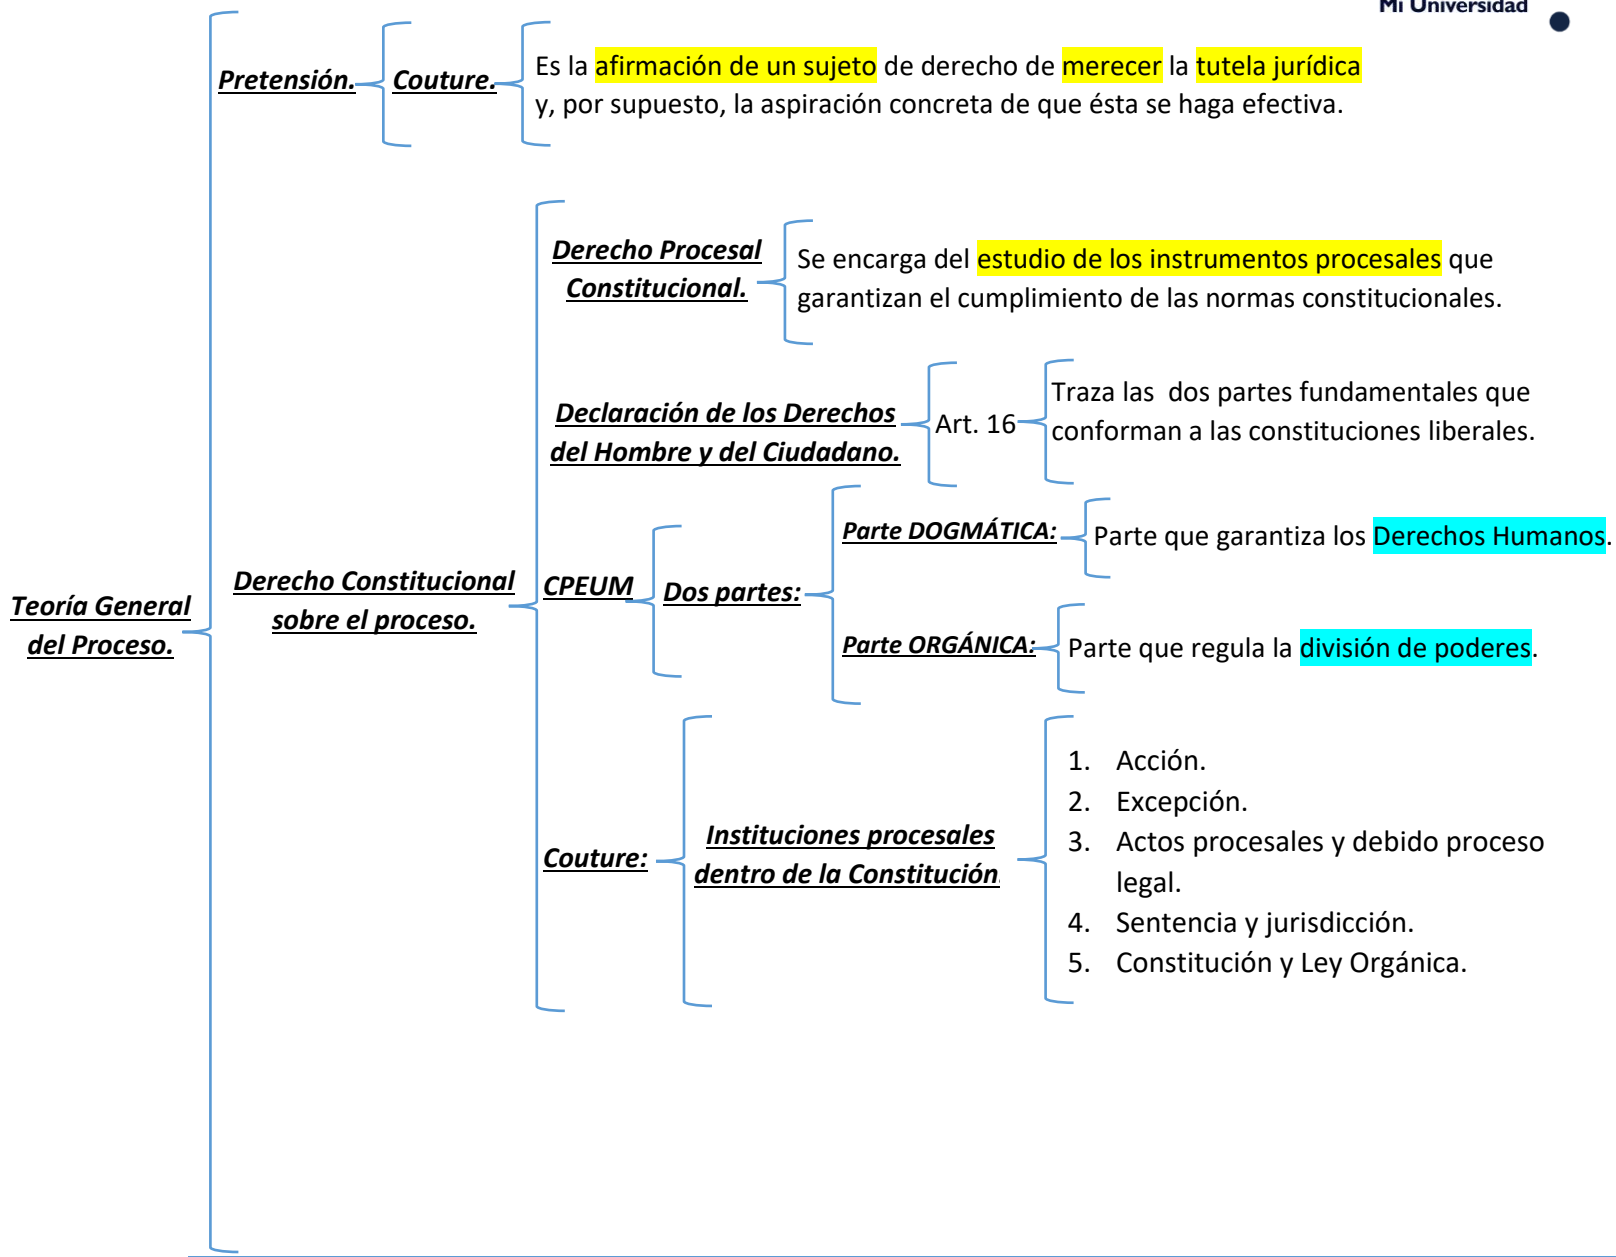 Mi Universidad
Pretensión.
Couture.
Es la afirmación de un sujeto de derecho de merecer la tutela jurídica
y, por supuesto, la aspiración concreta de que ésta se haga efectiva.
Derecho Procesal
Constitucional.
Se encarga del estudio de los instrumentos procesales que
garantizan el cumplimiento de las normas constitucionales.
Declaración de los Derechos
del Hombre y del Ciudadano.
Art. 16
Traza las  dos partes fundamentales que
conforman a las constituciones liberales.
Teoría General
del Proceso.
Derecho Constitucional
sobre el proceso.
CPEUM
Dos partes:
Parte DOGMÁTICA:
Parte que garantiza los Derechos Humanos.
Parte ORGÁNICA:
Parte que regula la división de poderes.
Couture:
Instituciones procesales
dentro de la Constitución.
1. Acción.
2. Excepción.
3. Actos procesales y debido proceso
legal.
4. Sentencia y jurisdicción.
5. Constitución y Ley Orgánica.